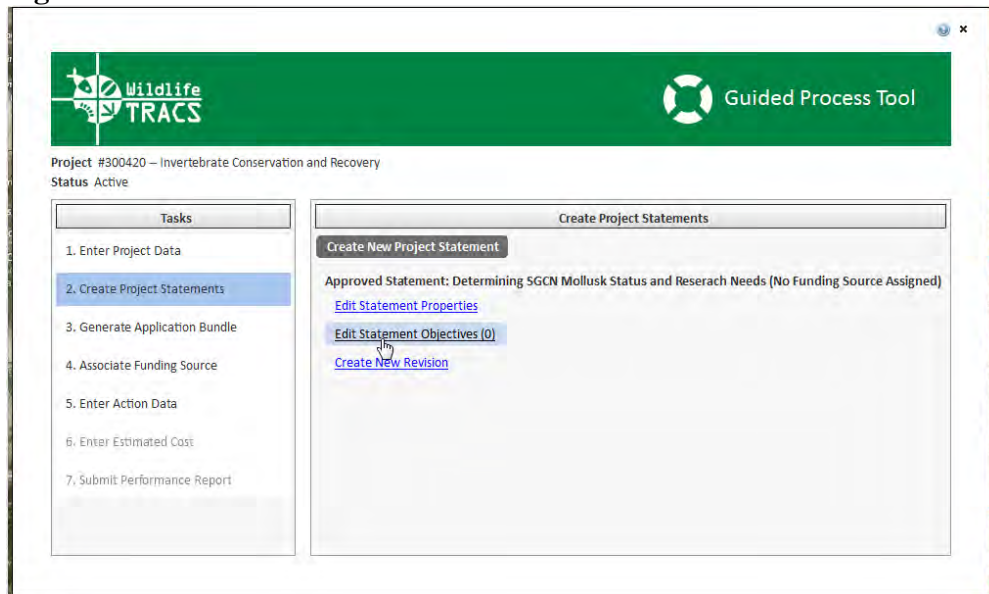 Wildlife
TRACS
Guided Process Tool
Project #300420 – Invertebrate Conservation and Recovery
Status Active
Tasks
1. Enter Project Data
2. Create Project Statements
3. Generate Application Bundle
4. Associate Funding Source
5. Enter Action Data
6. Enter Estimated Cost
7. Submit Performance Report
Create Project Statements
Create New Project Statement
Approved Statement: Determining SGCN Mollusk Status and Reserach Needs (No Funding Source Assigned)
Edit Statement Properties
Edit Statement Objectives (0)
Create New Revision